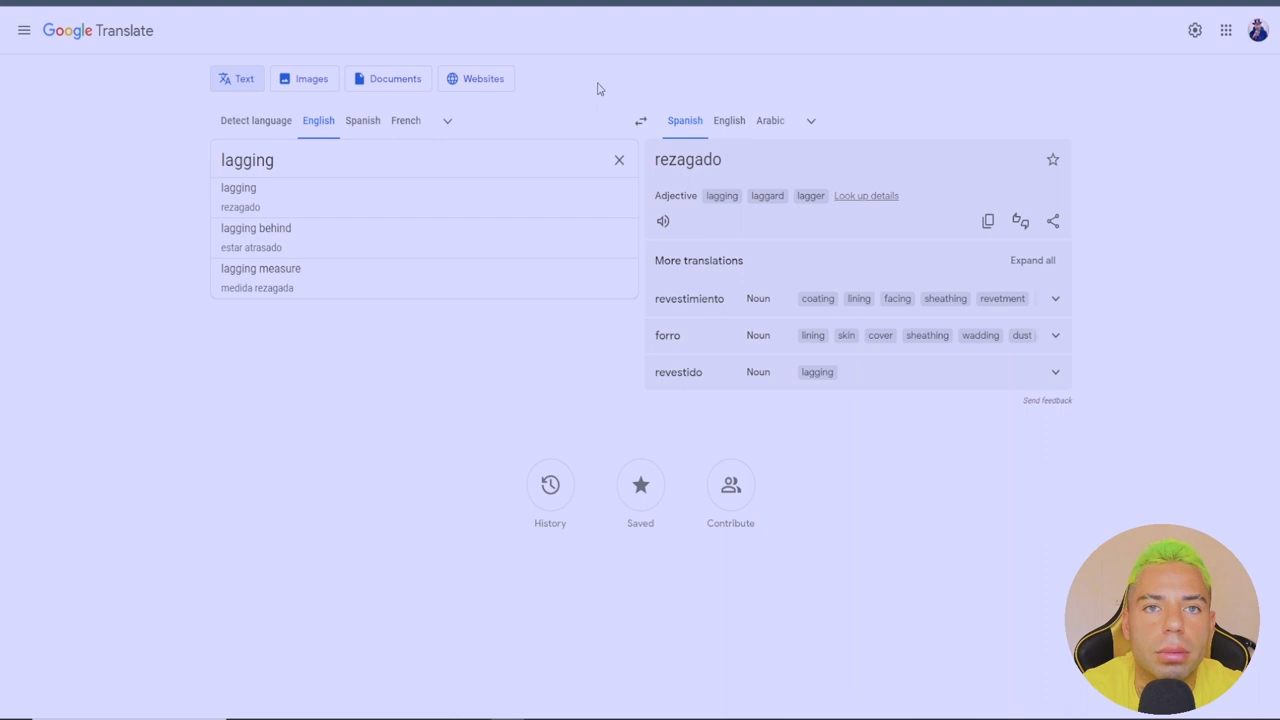 Google Translate
Text Images Documents Websites
Detect language English Spanish French
Spanish English Arabic
lagging
lagging
rezagado
lagging behind
estar atrasado
lagging measure
medida rezagada
rezagado
Adjective lagging laggard lagger Look up details
More translations Expand all
revestimiento Noun coating lining facing sheathing revetment
forro Noun lining skin cover sheathing wadding dust
revestido Noun lagging
Send feedback
History Saved Contribute